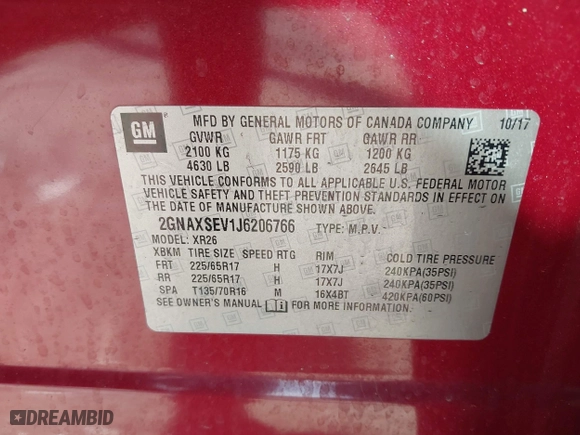 GM
MFD BY GENERAL MOTORS OF CANADA COMPANY 10/17
GVWR GAWR FRT GAWR RR
2100 KG 1175 KG 1200 KG
4630 LB 2590 LB 2645 LB
THIS VEHICLE CONFORMS TO ALL APPLICABLE U.S. FEDERAL MOTOR
VEHICLE SAFETY AND THEFT PREVENTION STANDARDS IN EFFECT ON
THE DATE OF MANUFACTURE SHOWN ABOVE.
2GNAXSEV1J6206766 TYPE: M.P.V.
MODEL: XR26
XBKM TIRE SIZE SPEED RTG RIM COLD TIRE PRESSURE
FRT 225/65R17 H 17X7J 240KPA(35PSI)
RR 225/65R17 H 17X7J 240KPA(35PSI)
SPA T135/70R16 M 16X4BT 420KPA(60PSI)
SEE OWNER'S MANUAL FOR MORE INFORMATION.
DREAMBID